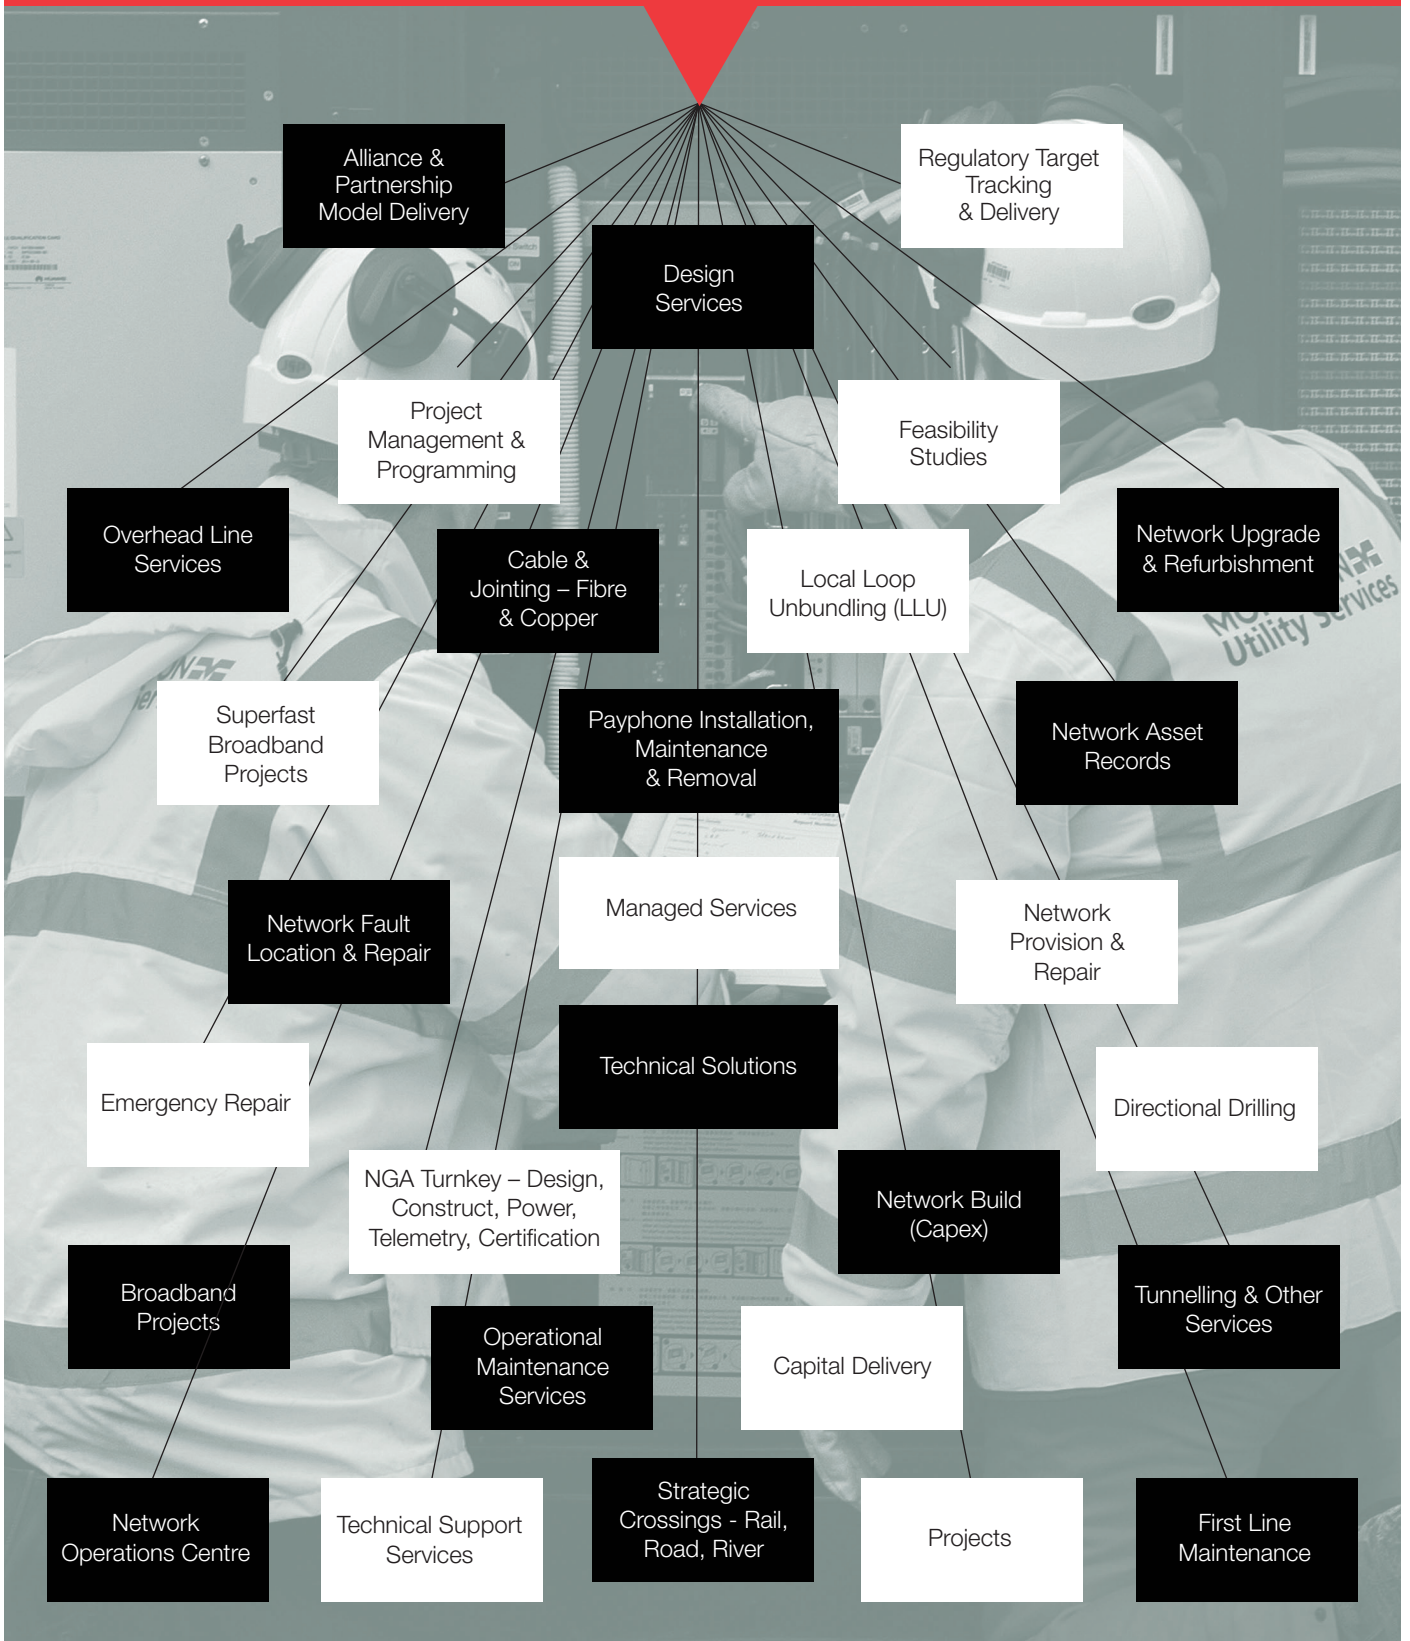 Alliance &
Partnership
Model Delivery
Regulatory Target
Tracking
& Delivery
Switch
Design
Services
Project
Management &
Programming
Feasibility
Studies
Overhead Line
Services
Network Upgrade
& Refurbishment
Cable &
Jointing – Fibre
& Copper
Local Loop
Unbundling (LLU)
Utility Services
Superfast
Broadband
Projects
Payphone Installation,
Maintenance
& Removal
Network Asset
Records
Network Fault
Location & Repair
Managed Services
Network
Provision &
Repair
Technical Solutions
Emergency Repair
Directional Drilling
NGA Turnkey – Design,
Construct, Power,
Telemetry, Certification
Network Build
(Capex)
Broadband
Projects
Tunnelling & Other
Services
Operational
Maintenance
Services
Capital Delivery
Network
Operations Centre
Technical Support
Services
Strategic
Crossings - Rail,
Road, River
Projects
First Line
Maintenance